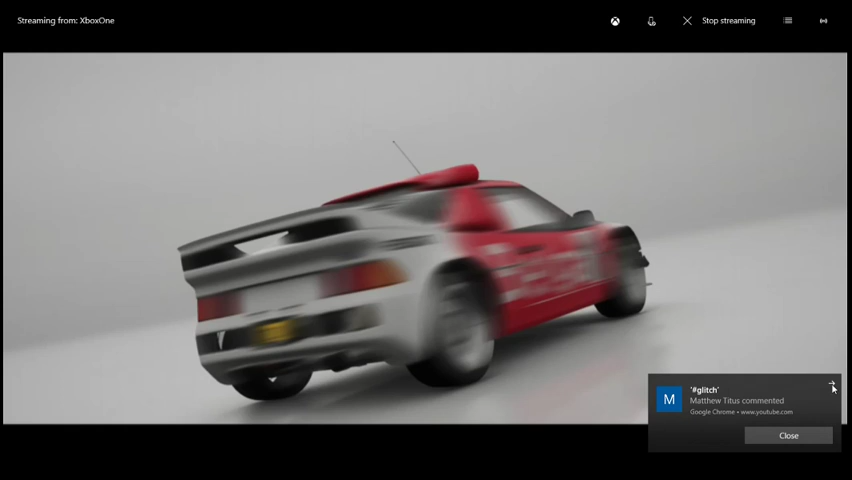 Streaming from: XboxOne
Stop streaming
'#glitch'
M
Matthew Titus commented
Google Chrome • www.youtube.com
Close